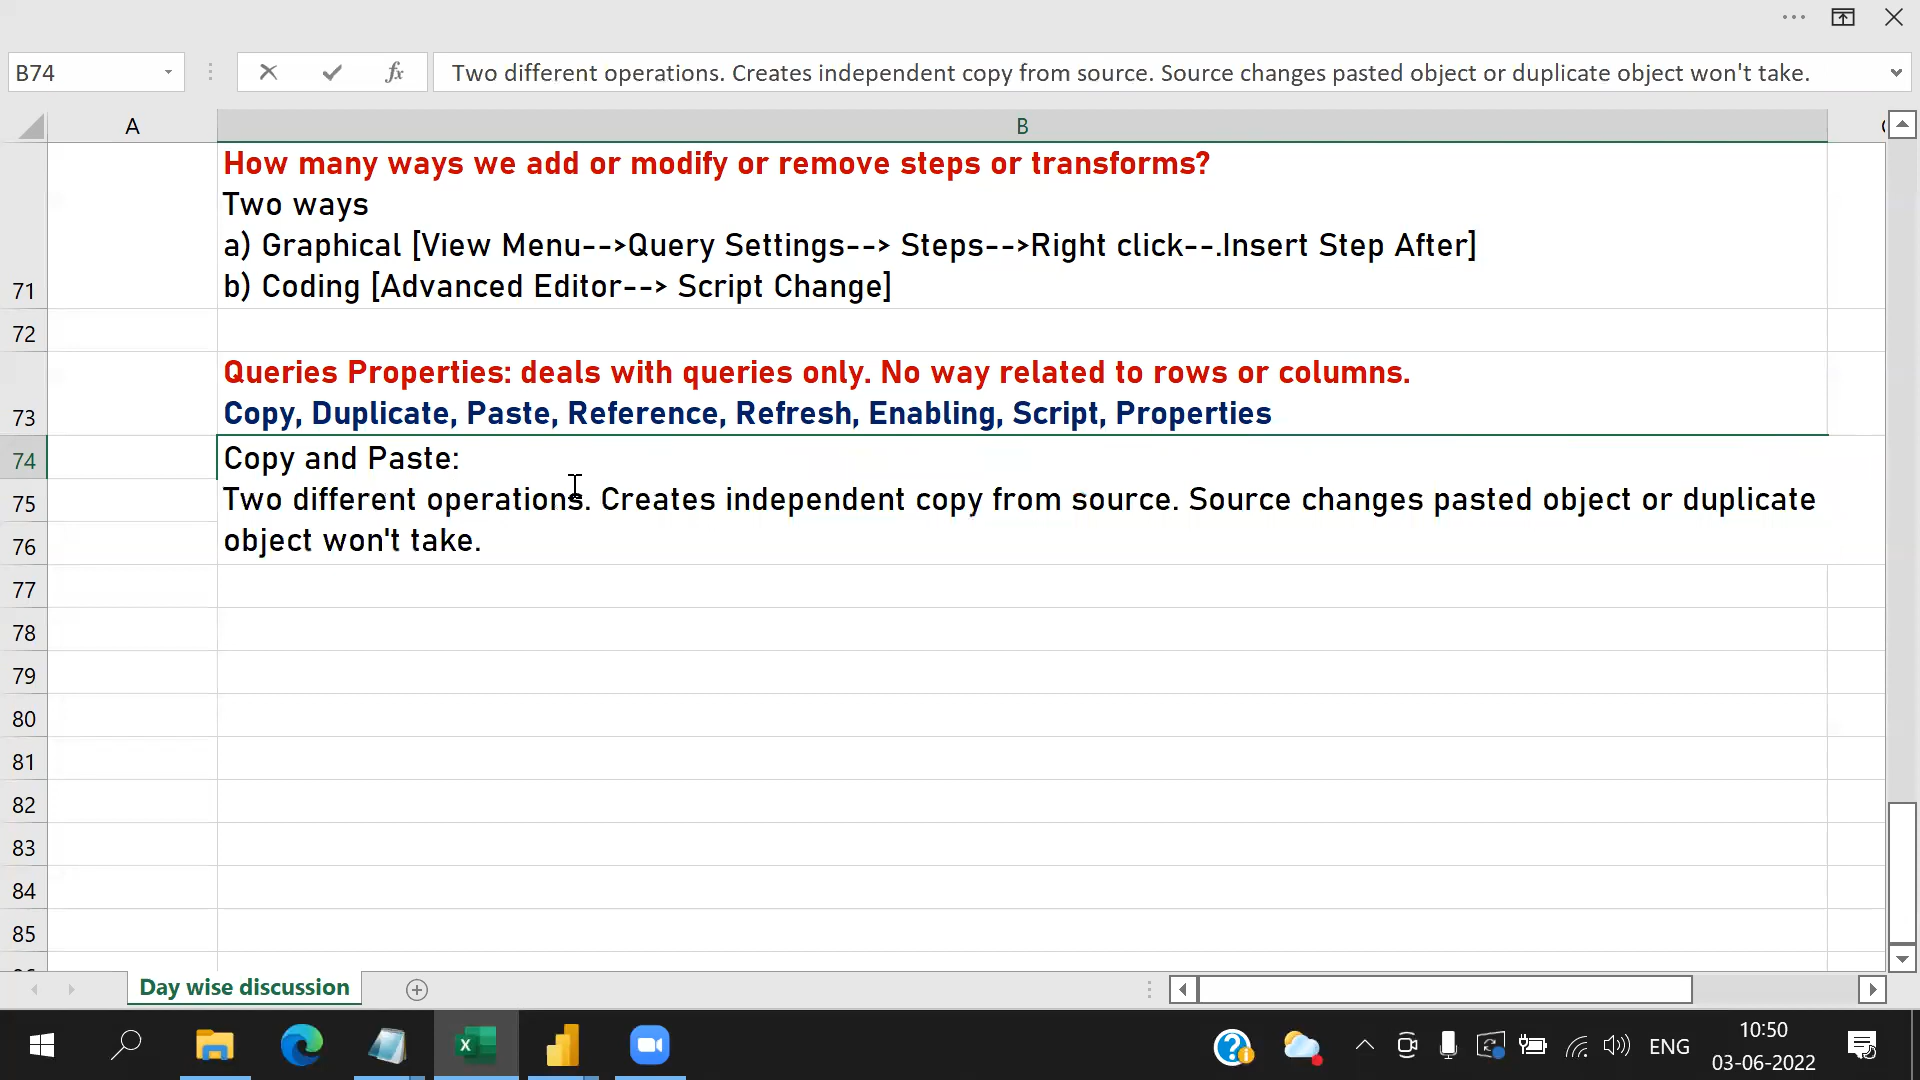 B74
fx
Two different operations. Creates independent copy from source. Source changes pasted object or duplicate object won't take.
A
B
71
How many ways we add or modify or remove steps or transforms?
Two ways
a) Graphical [View Menu-->Query Settings--> Steps-->Right click--.Insert Step After]
b) Coding [Advanced Editor--> Script Change]
72
73
Queries Properties: deals with queries only. No way related to rows or columns.
Copy, Duplicate, Paste, Reference, Refresh, Enabling, Script, Properties
74
Copy and Paste:
75
Two different operations. Creates independent copy from source. Source changes pasted object or duplicate
76
object won't take.
77
78
79
80
81
82
83
84
85
Day wise discussion
ENG
10:50
03-06-2022